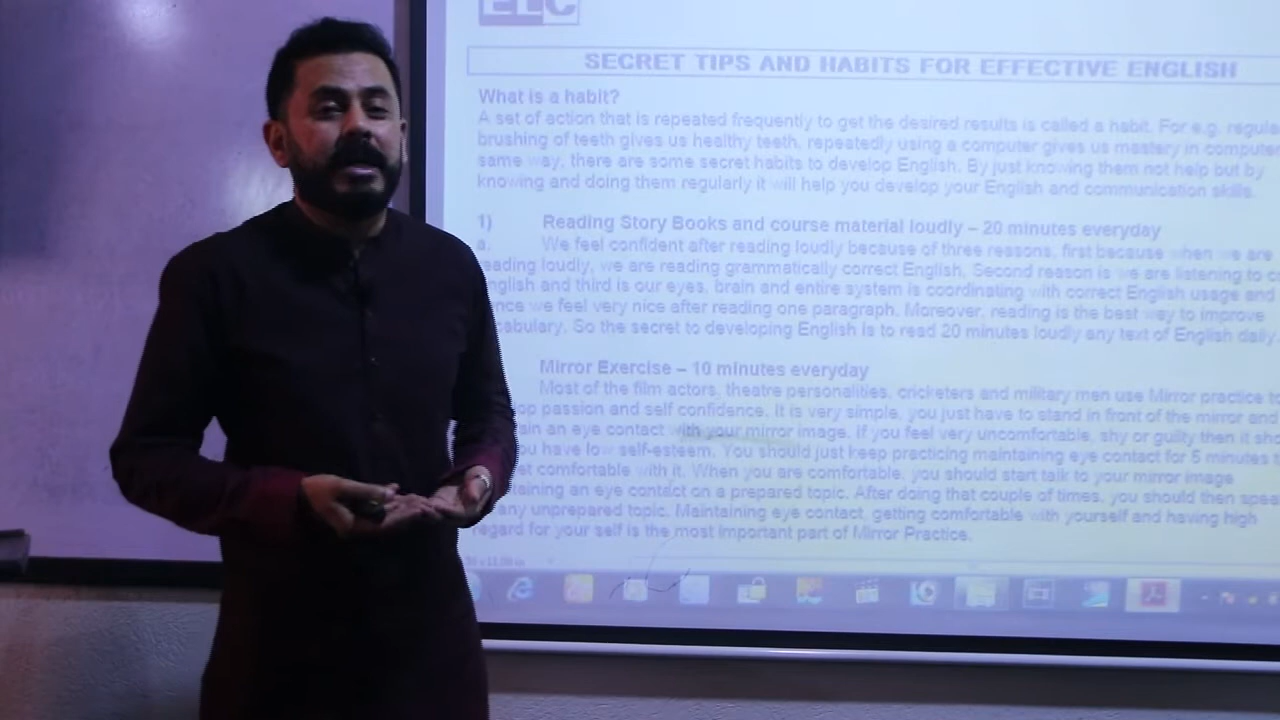 ELC
SECRET TIPS AND HABITS FOR EFFECTIVE ENGLISH
What is a habit?
A set of action that is repeated frequently to get the desired results is called a habit. For e.g. regula
brushing of teeth gives us healthy teeth, repeatedly using a computer gives us mastery in computer
same way, there are some secret habits to develop English. By just knowing them not help but by
knowing and doing them regularly it will help you develop your English and communication skills.
1) Reading Story Books and course material loudly – 20 minutes everyday
a. We feel confident after reading loudly because of three reasons, first because when we are
eading loudly, we are reading grammatically correct English. Second reason is we are listening to c
nglish and third is our eyes, brain and entire system is coordinating with correct English usage and
nce we feel very nice after reading one paragraph. Moreover, reading is the best way to improve
cabulary. So the secret to developing English is to read 20 minutes loudly any text of English daily.
Mirror Exercise – 10 minutes everyday
Most of the film actors, theatre personalities, cricketers and military men use Mirror practice to
op passion and self confidence. It is very simple, you just have to stand in front of the mirror and
ain an eye contact with your mirror image. If you feel very uncomfortable, shy or guilty then it sho
ou have low self-esteem. You should just keep practicing maintaining eye contact for 5 minutes t
et comfortable with it. When you are comfortable, you should start talk to your mirror image
aining an eye contact on a prepared topic. After doing that couple of times, you should then spea
any unprepared topic. Maintaining eye contact, getting comfortable with yourself and having high
regard for your self is the most important part of Mirror Practice.